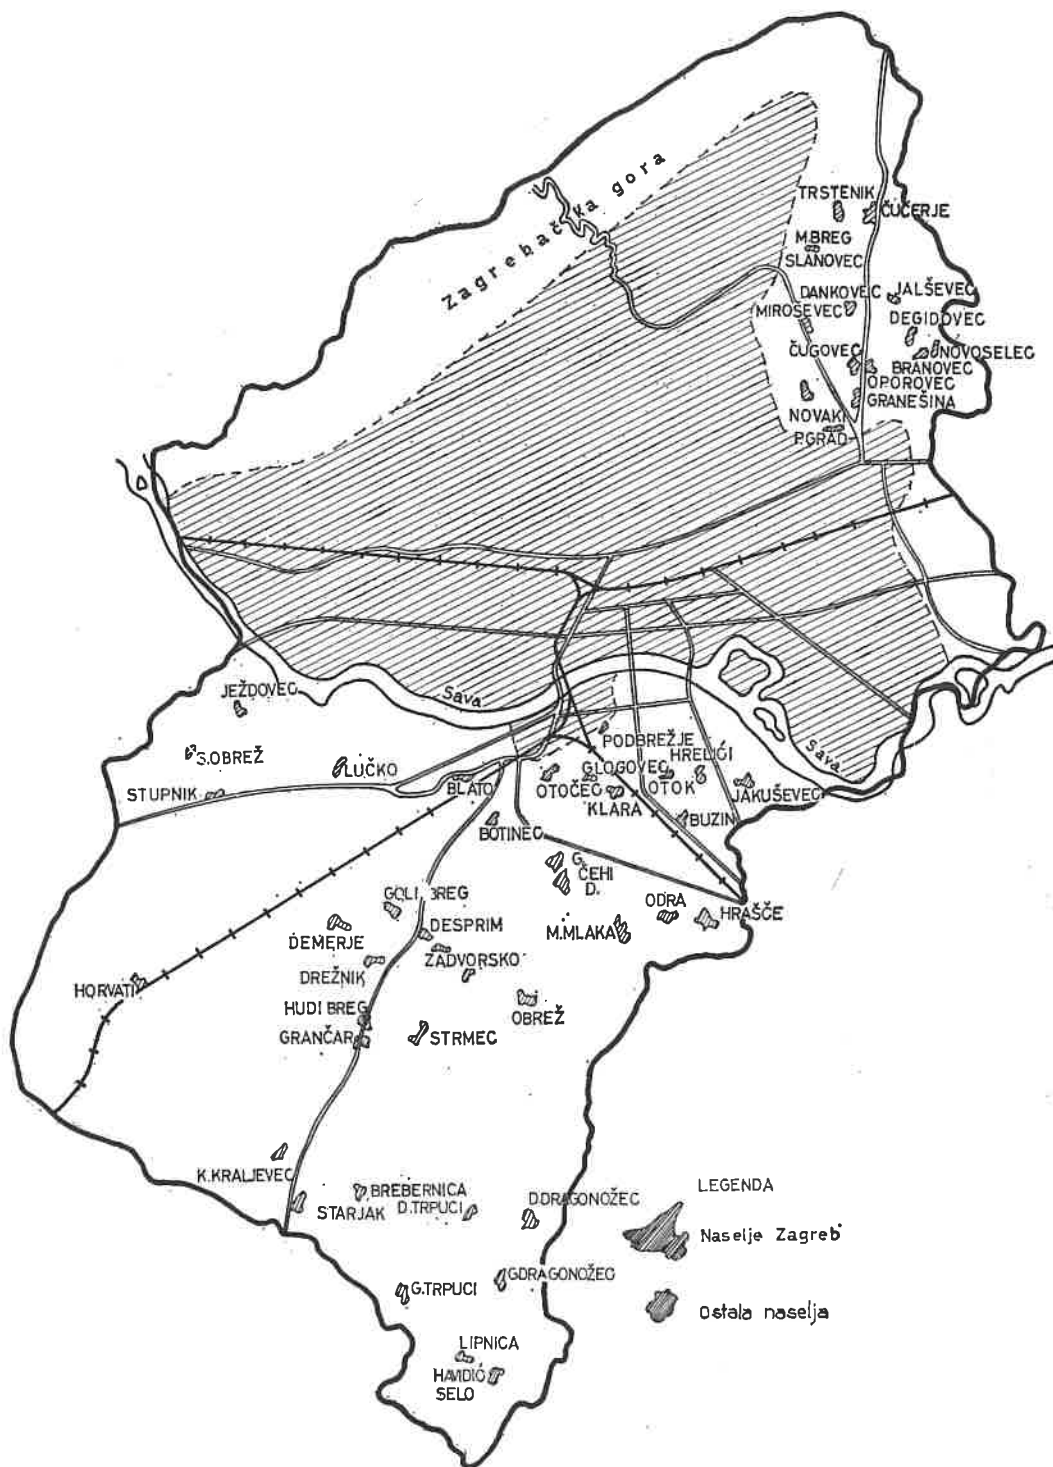 Zagrebačka gora
TRSTENIK
ČUČERJE
M.BREG
SLANOVEC
DANKOVEC
JALŠEVEC
MIROŠEVEC
DEGIDOVEC
ČUGOVEC
NOVOSELEC
BRANOVEC
OPOROVEC
GRANEŠINA
NOVAKI
P.GRAD
JEŽDOVEC
Sava
S.OBREŽ
LUČKO
STUPNIK
BLATO
PODBREŽJE
HRELIĆI
GLOGOVEC
OTOČEC
OTOK
KLARA
JAKUŠEVEC
Sava
BUZIN
BOTINEC
G.
ČEHI
D.
GOLI BREG
ODRA
HRAŠĆE
DEMERJE
DESPRIM
M.MLAKA
ZADVORSKO
DREŽNIK
HORVATI
HUDI BREG
OBREŽ
GRANČAR
STRMEC
K.KRALJEVEC
BREBERNICA
STARJAK
D.TRPUCI
D.DRAGONOŽEC
G.TRPUCI
G.DRAGONOŽEC
LIPNICA
HAVIDIĆ
SELO
LEGENDA
Naselje Zagreb
Ostala naselja